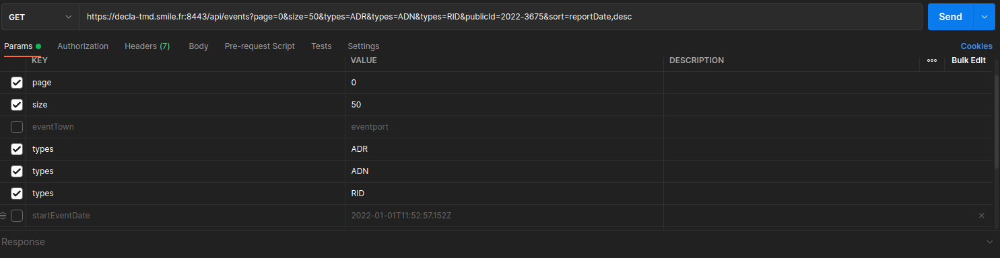 GET https://decla-tmd.smile.fr:8443/api/events?page=0&size=50&types=ADR&types=ADN&types=RID&publicId=2022-3675&sort=reportDate,desc Send
Params Authorization Headers (7) Body Pre-request Script Tests Settings Cookies
KEY VALUE DESCRIPTION Bulk Edit
page 0
size 50
eventTown eventport
types ADR
types ADN
types RID
startEventDate 2022-01-01T11:52:57.152Z
Response